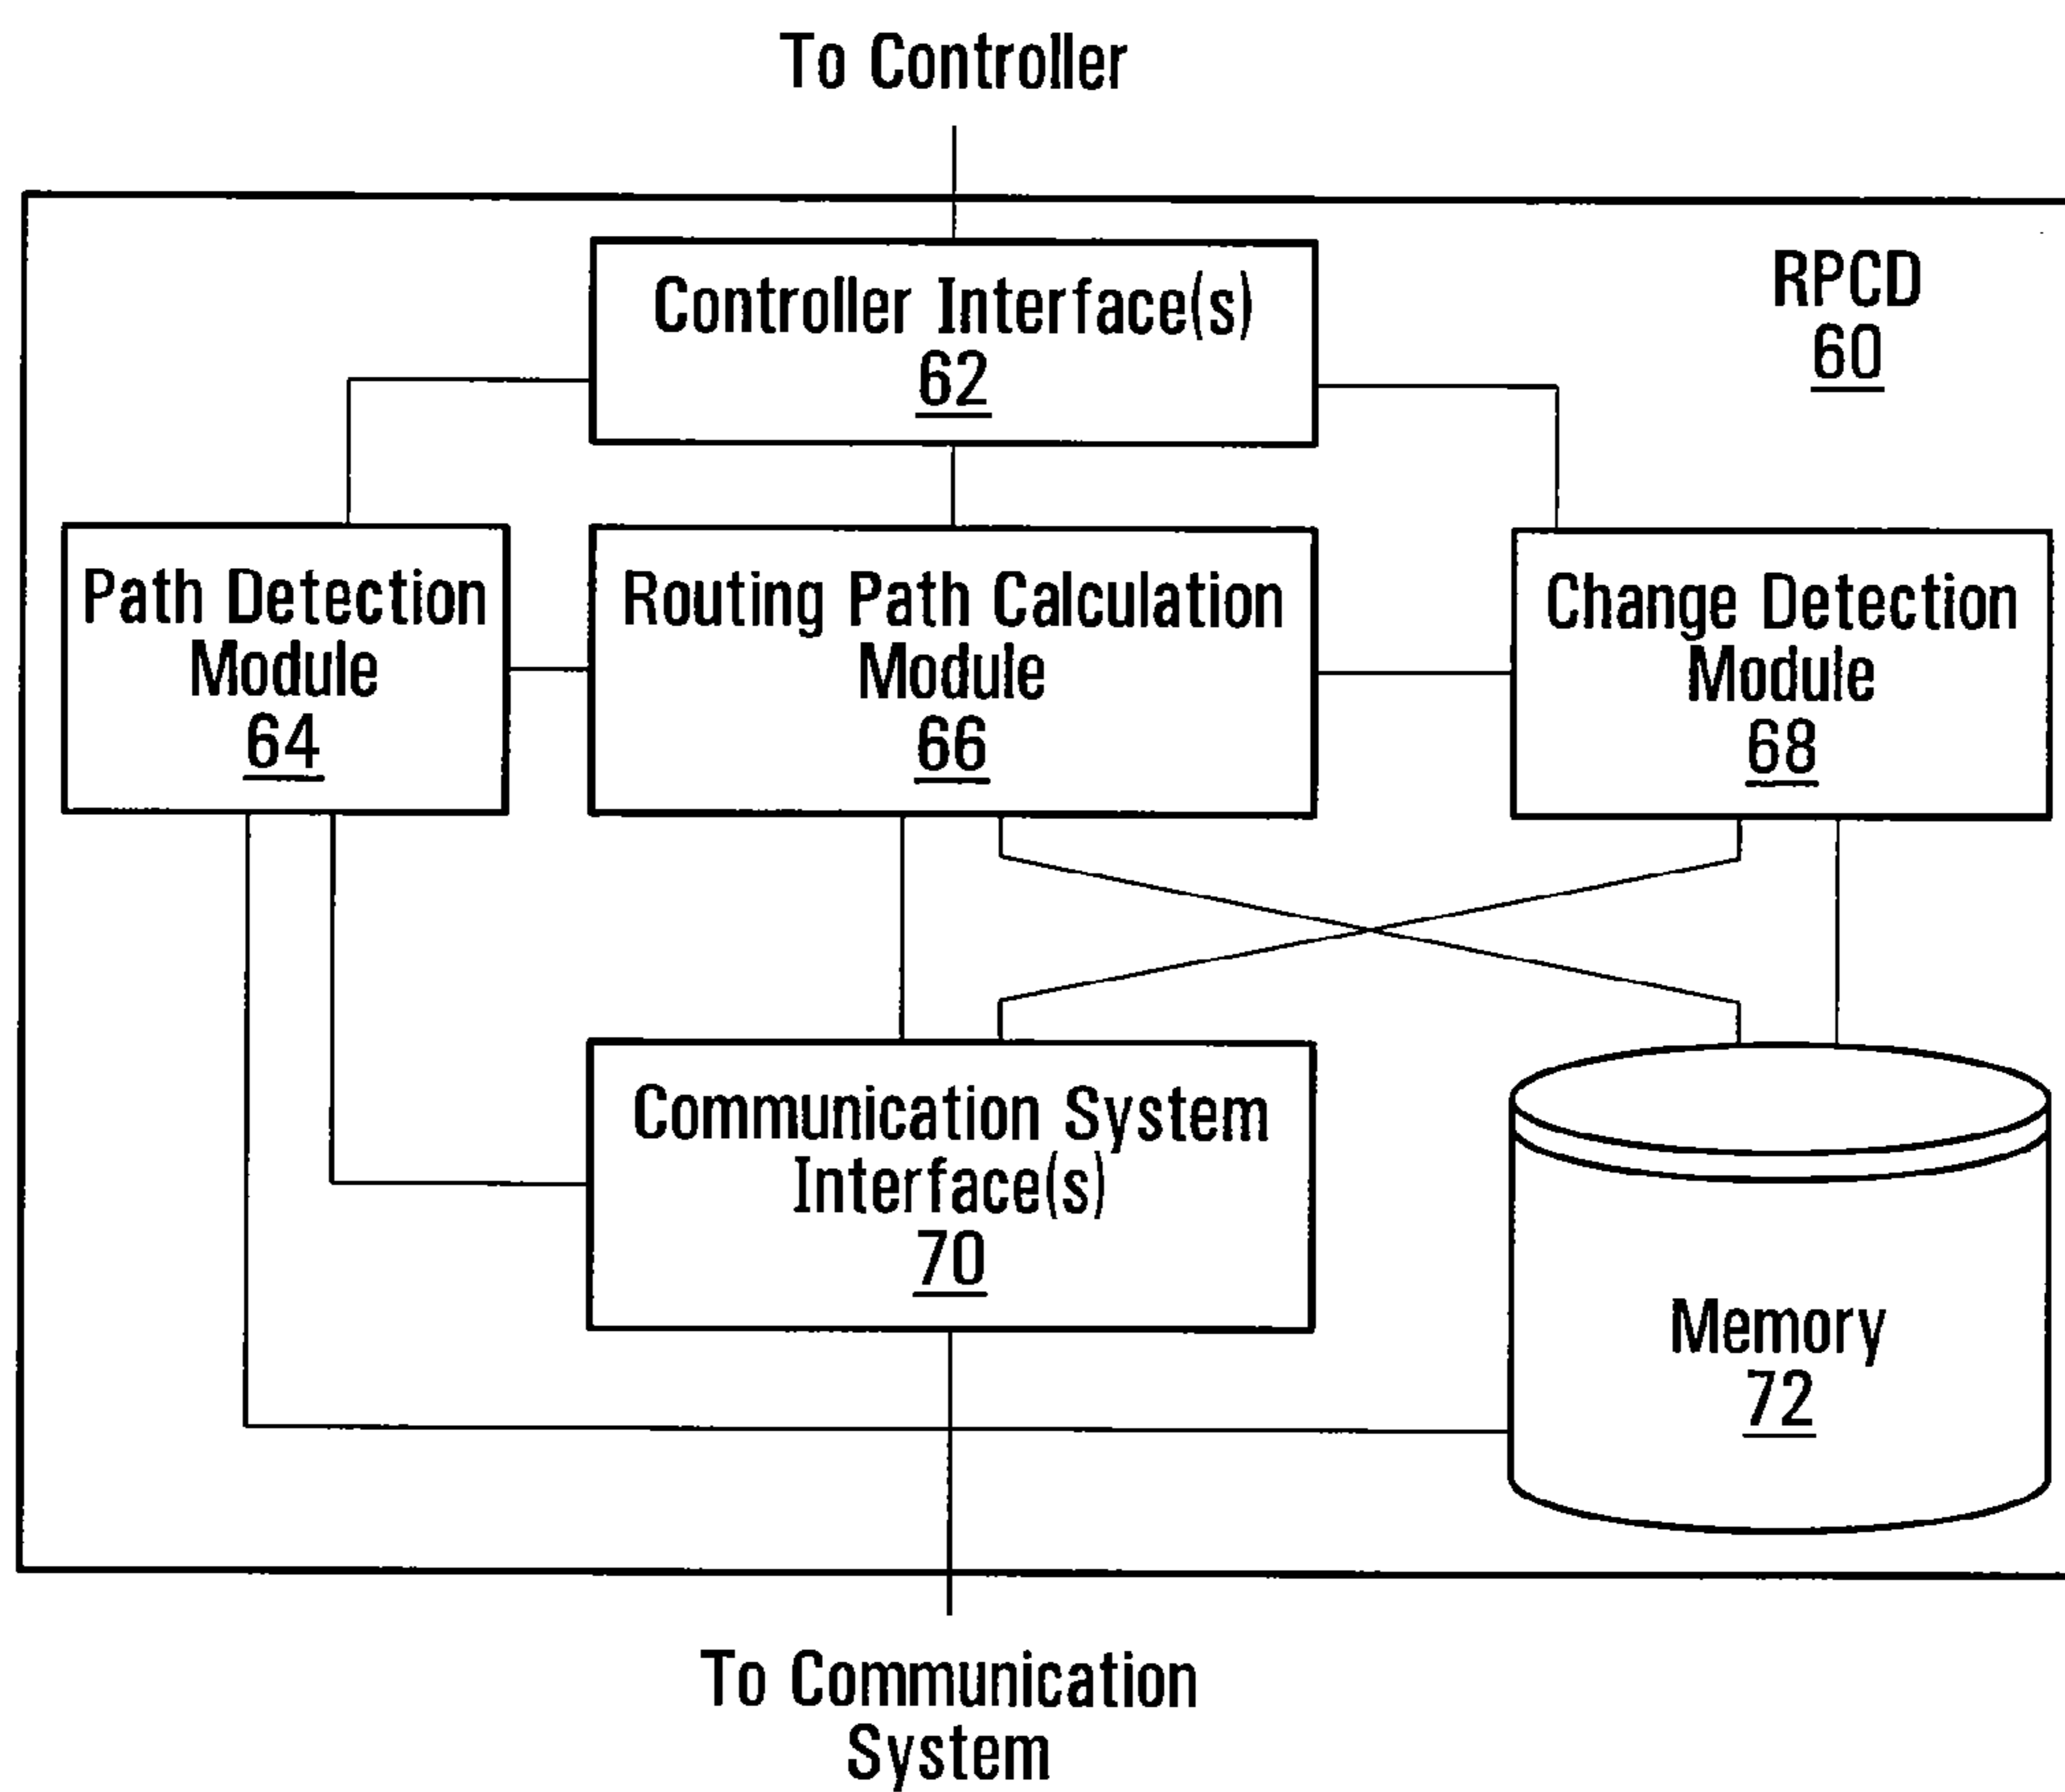 To Controller
RPCD
60
Controller Interface(s)
62
Path Detection
Module
64
Routing Path Calculation
Module
66
Change Detection
Module
68
Communication System
Interface(s)
70
Memory
72
To Communication
System